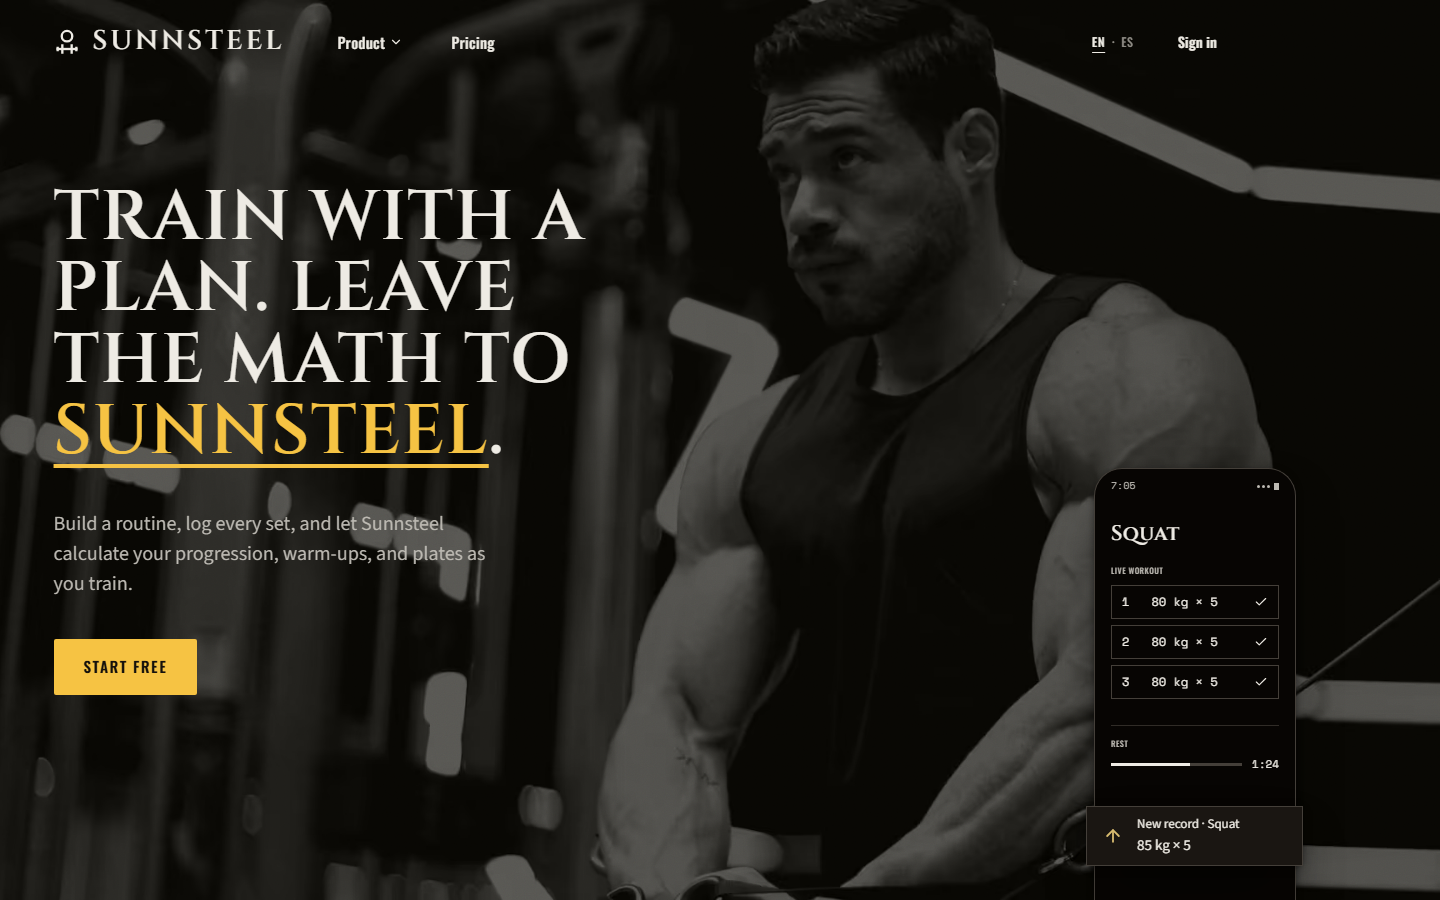 SUNNSTEEL
Product
Pricing
EN · ES
Sign in
TRAIN WITH A
PLAN. LEAVE
THE MATH TO
SUNNSTEEL.
Build a routine, log every set, and let Sunnsteel
calculate your progression, warm-ups, and plates as
you train.
START FREE
7:05
SQUAT
LIVE WORKOUT
1 80 kg × 5
2 80 kg × 5
3 80 kg × 5
REST
1:24
New record · Squat
85 kg × 5